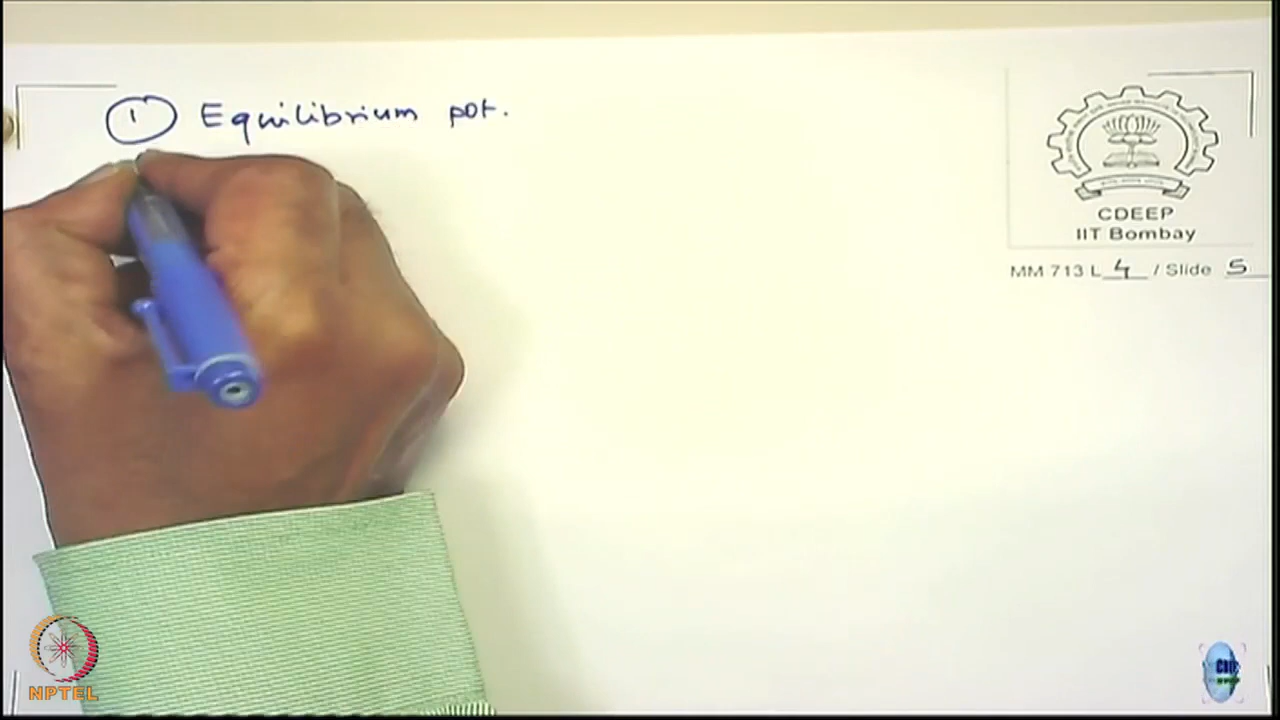 ① Equilibrium pot.
CDEEP
IIT Bombay
MM 713 L 4 / Slide 5
NPTEL